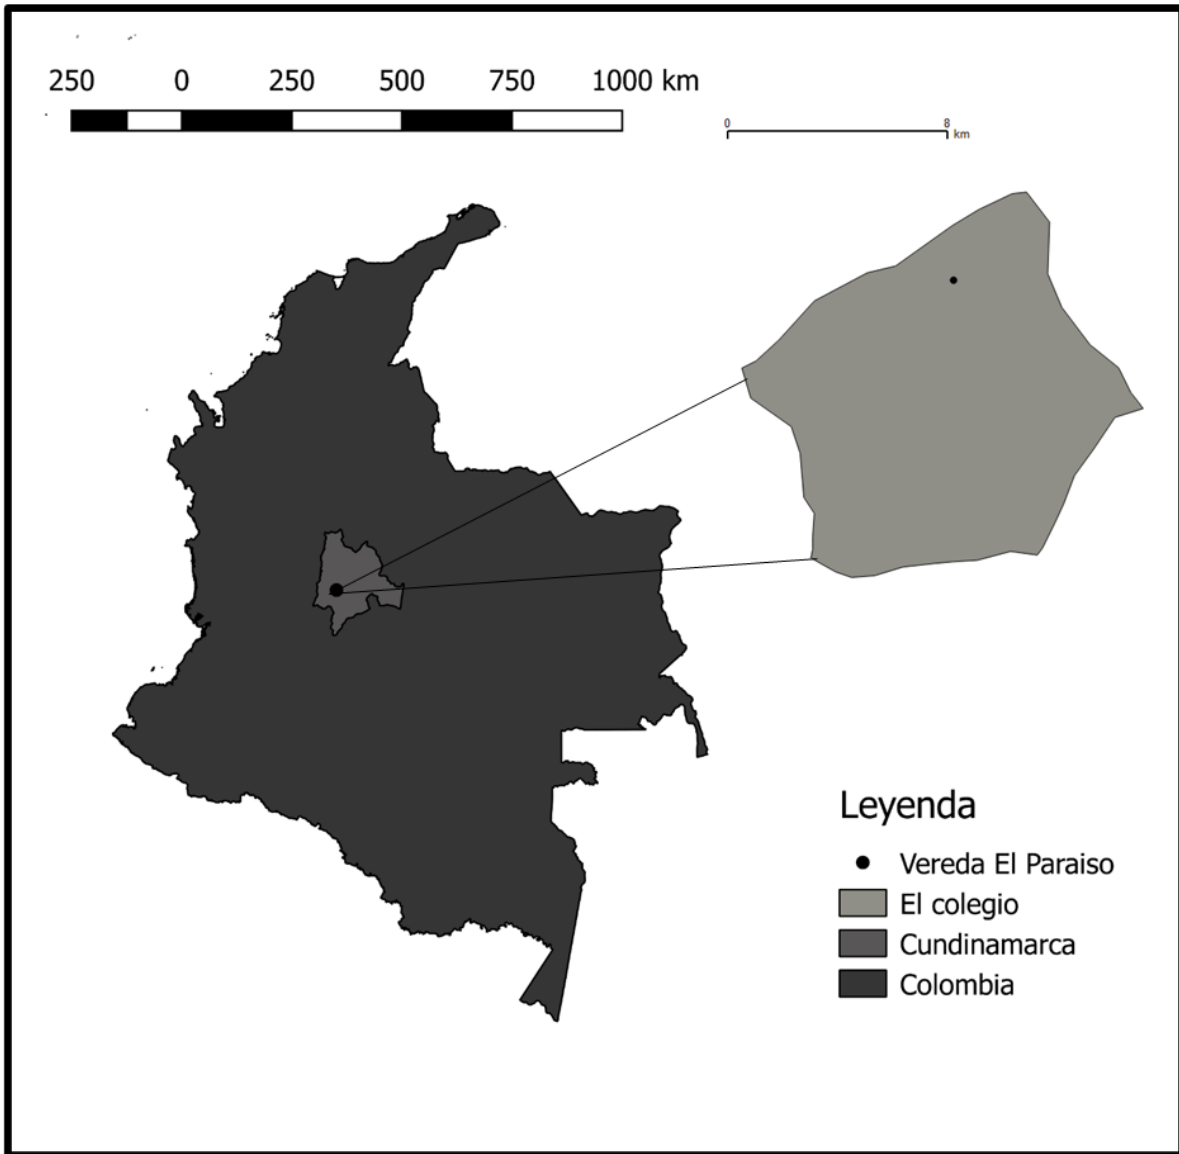 250 0 250 500 750 1000 km
0 8
km
Leyenda
Vereda El Paraiso
El colegio
Cundinamarca
Colombia